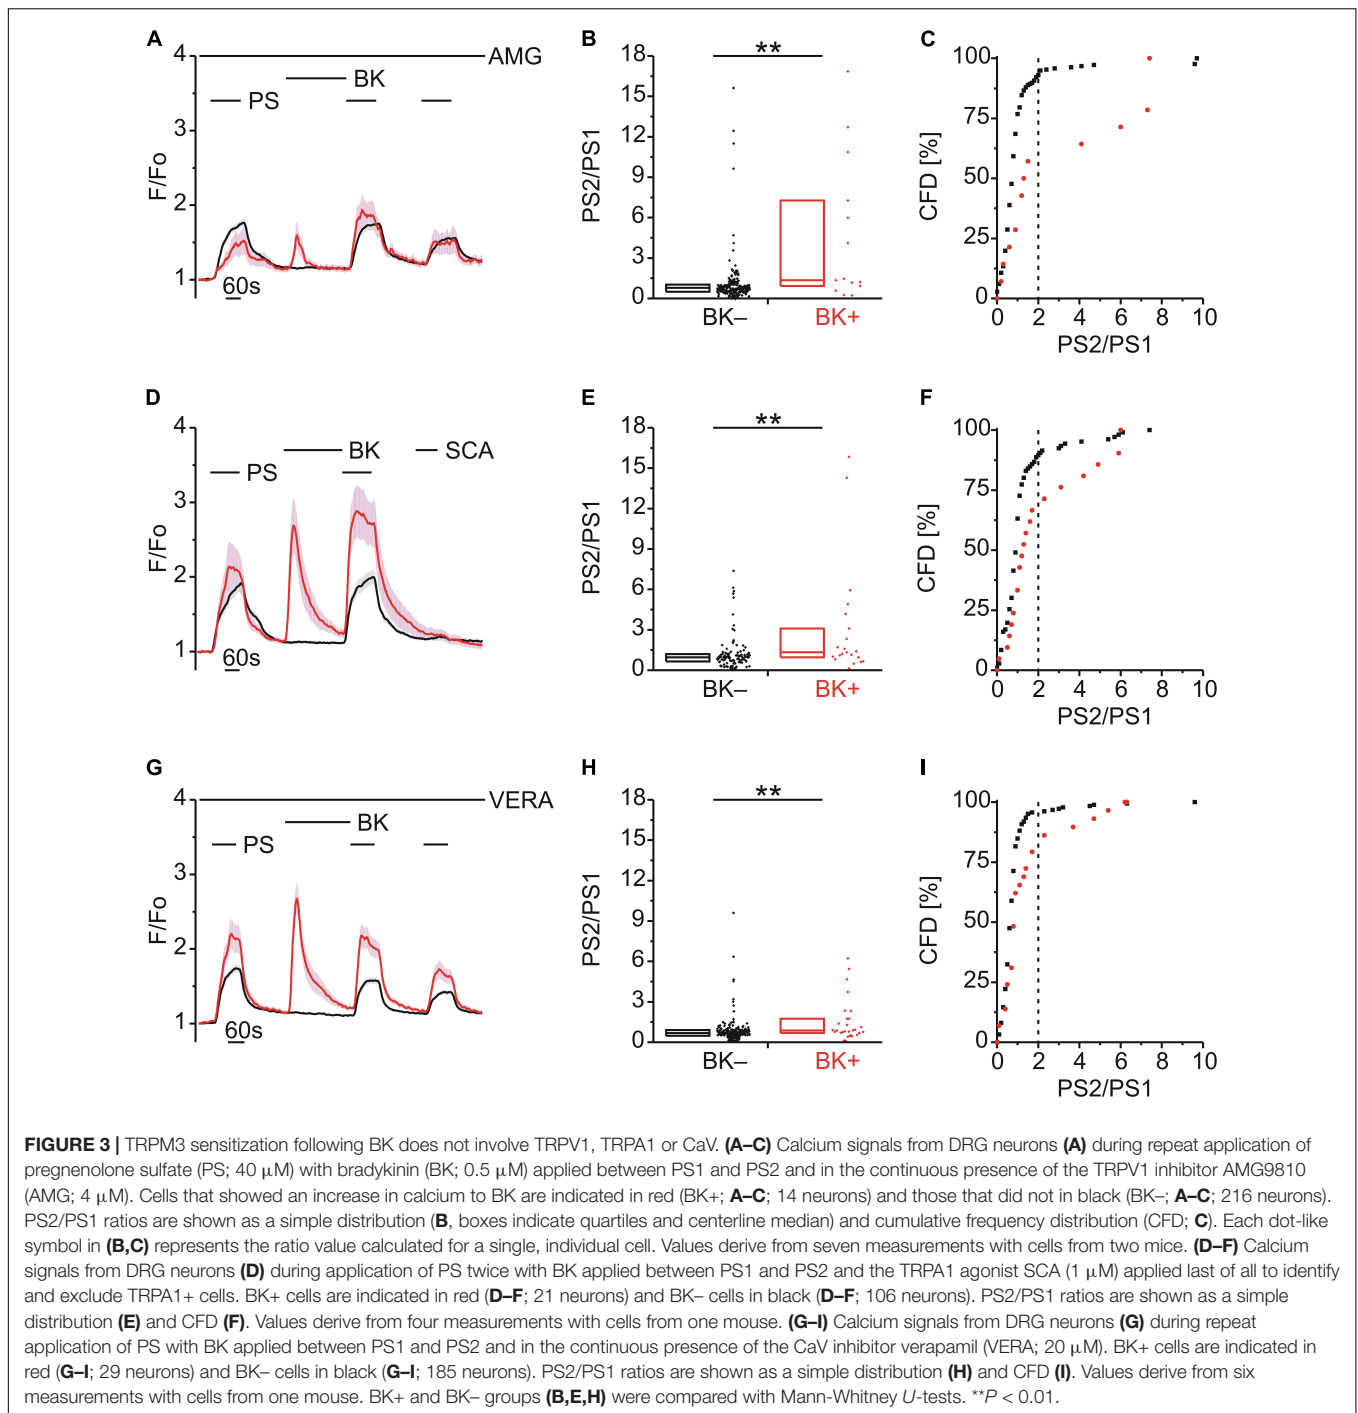 A
B
C
4
3
2
1
F/Fo
AMG
BK
PS
60s
18
15
12
9
6
3
0
PS2/PS1
**
BK–
BK+
100
75
50
25
0
CFD [%]
0 2 4 6 8 10
PS2/PS1
D
E
F
4
3
2
1
F/Fo
BK
PS
SCA
60s
18
15
12
9
6
3
0
PS2/PS1
**
BK–
BK+
100
75
50
25
0
CFD [%]
0 2 4 6 8 10
PS2/PS1
G
H
I
4
3
2
1
F/Fo
VERA
BK
PS
60s
18
15
12
9
6
3
0
PS2/PS1
**
BK–
BK+
100
75
50
25
0
CFD [%]
0 2 4 6 8 10
PS2/PS1
FIGURE 3 | TRPM3 sensitization following BK does not involve TRPV1, TRPA1 or CaV. (A–C) Calcium signals from DRG neurons (A) during repeat application of
pregnenolone sulfate (PS; 40 μM) with bradykinin (BK; 0.5 μM) applied between PS1 and PS2 and in the continuous presence of the TRPV1 inhibitor AMG9810
(AMG; 4 μM). Cells that showed an increase in calcium to BK are indicated in red (BK+; A–C; 14 neurons) and those that did not in black (BK–; A–C; 216 neurons).
PS2/PS1 ratios are shown as a simple distribution (B, boxes indicate quartiles and centerline median) and cumulative frequency distribution (CFD; C). Each dot-like
symbol in (B,C) represents the ratio value calculated for a single, individual cell. Values derive from seven measurements with cells from two mice. (D–F) Calcium
signals from DRG neurons (D) during application of PS twice with BK applied between PS1 and PS2 and the TRPA1 agonist SCA (1 μM) applied last of all to identify
and exclude TRPA1+ cells. BK+ cells are indicated in red (D–F; 21 neurons) and BK– cells in black (D–F; 106 neurons). PS2/PS1 ratios are shown as a simple
distribution (E) and CFD (F). Values derive from four measurements with cells from one mouse. (G–I) Calcium signals from DRG neurons (G) during repeat
application of PS with BK applied between PS1 and PS2 and in the continuous presence of the CaV inhibitor verapamil (VERA; 20 μM). BK+ cells are indicated in
red (G–I; 29 neurons) and BK– cells in black (G–I; 185 neurons). PS2/PS1 ratios are shown as a simple distribution (H) and CFD (I). Values derive from six
measurements with cells from one mouse. BK+ and BK– groups (B,E,H) were compared with Mann-Whitney U-tests. **P < 0.01.